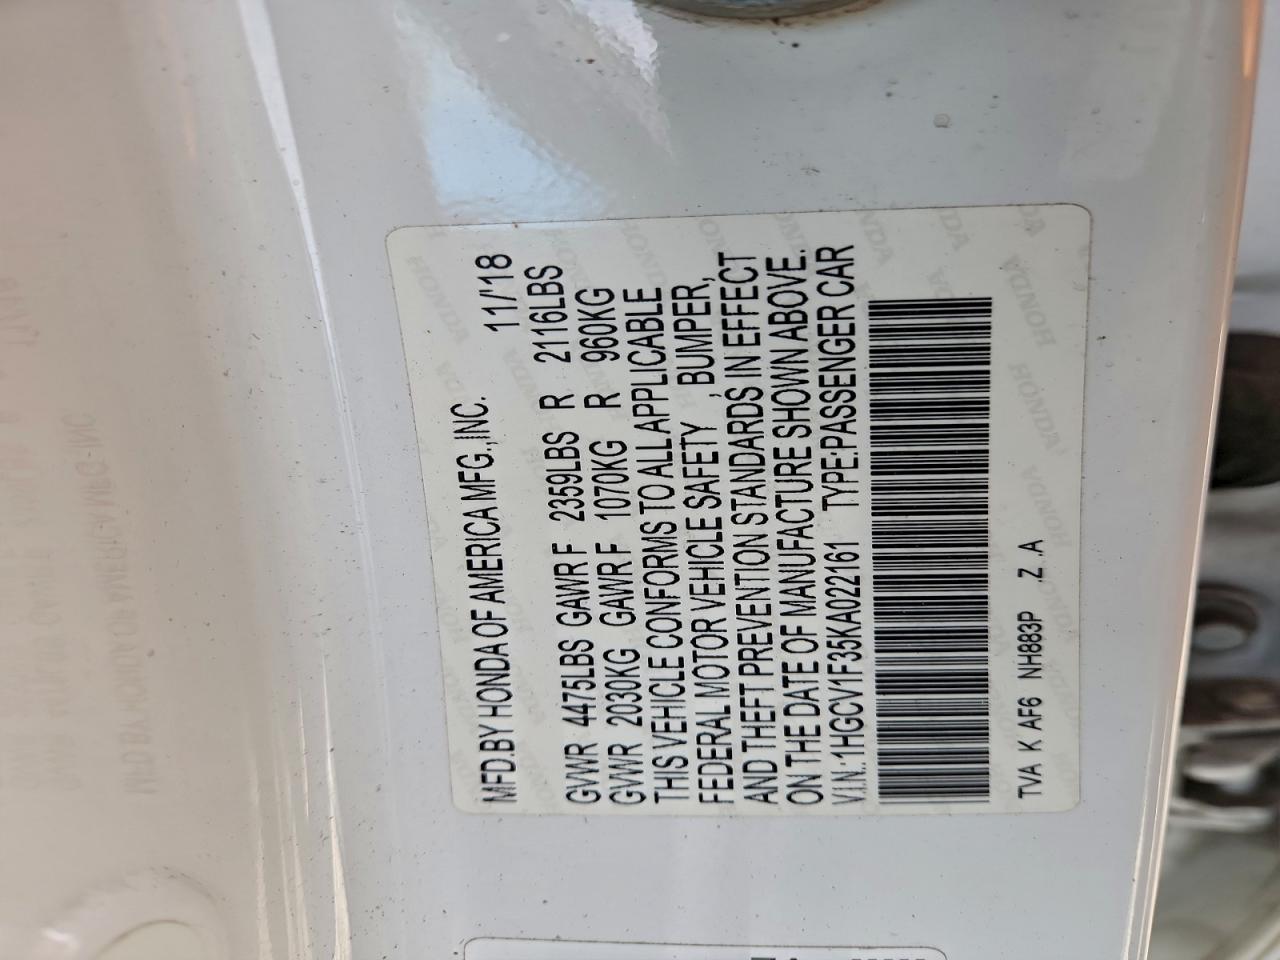 MFD.BY HONDA OF AMERICA MFG.,INC. 11/'18
GVWR 4475LBS GAWR F 2359LBS R 2116LBS
GVWR 2030KG GAWR F 1070KG R 960KG
THIS VEHICLE CONFORMS TO ALL APPLICABLE
FEDERAL MOTOR VEHICLE SAFETY , BUMPER,
AND THEFT PREVENTION STANDARDS IN EFFECT
ON THE DATE OF MANUFACTURE SHOWN ABOVE.
V.I.N.:1HGCV1F35KA022161 TYPE:PASSENGER CAR
TVA K AF6 NH883P .Z .A